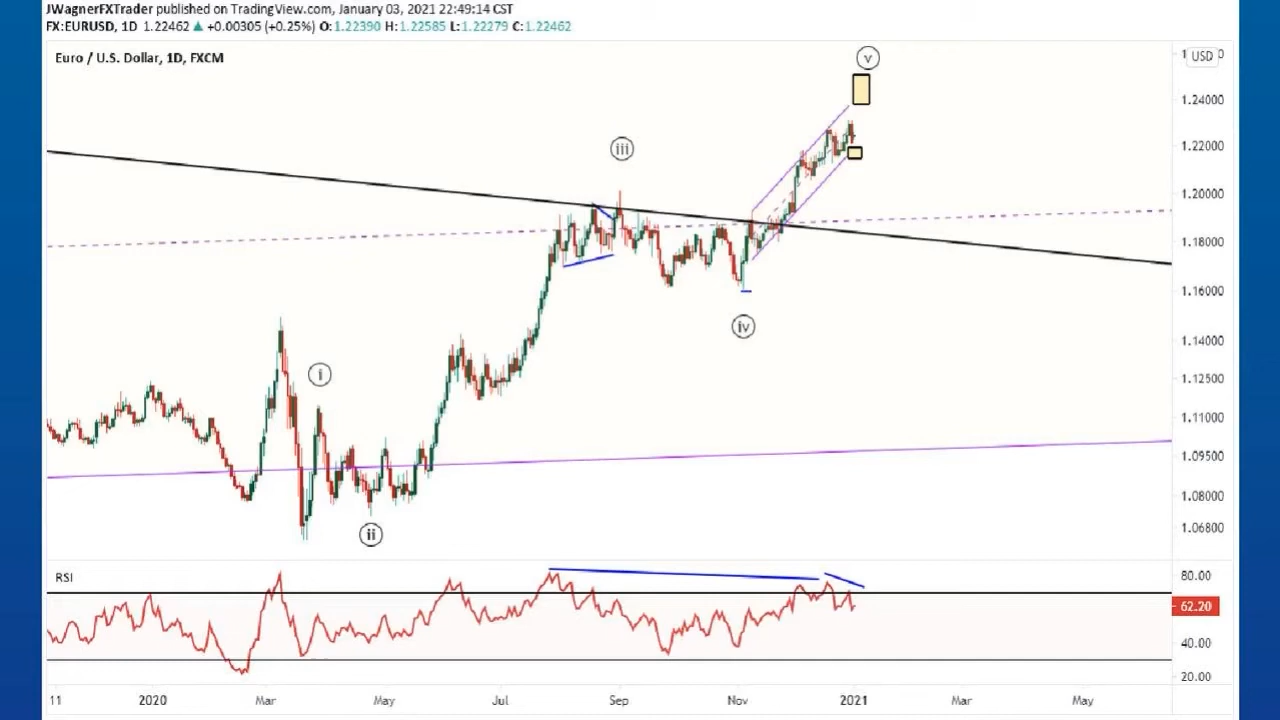 JWagnerFXTrader published on TradingView.com, January 03, 2021 22:49:14 CST
FX:EURUSD, 1D 1.22462 ▲ +0.00305 (+0.25%) O:1.22390 H:1.22585 L:1.22279 C:1.22462
Euro / U.S. Dollar, 1D, FXCM
USD
v
1.24000
iii
1.22000
1.20000
1.18000
1.16000
iv
1.14000
i
1.12500
1.11000
1.09500
1.08000
ii
1.06800
RSI
80.00
62.20
40.00
20.00
11 2020 Mar May Jul Sep Nov 2021 Mar May